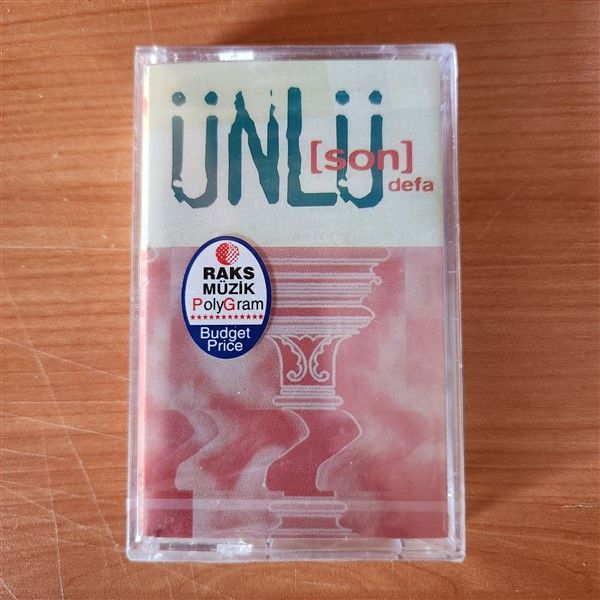 ÜNLÜ
[son]
defa
RAKS
MÜZİK
PolyGram
Budget
Price